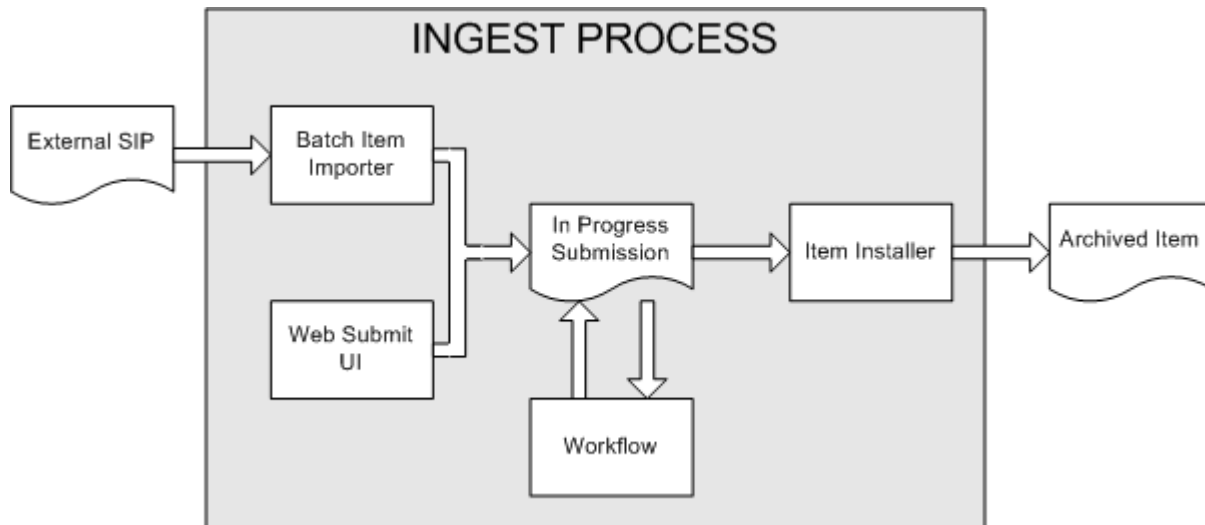 INGEST PROCESS
External SIP
Batch Item
Importer
In Progress
Submission
Item Installer
Archived Item
Web Submit
UI
Workflow